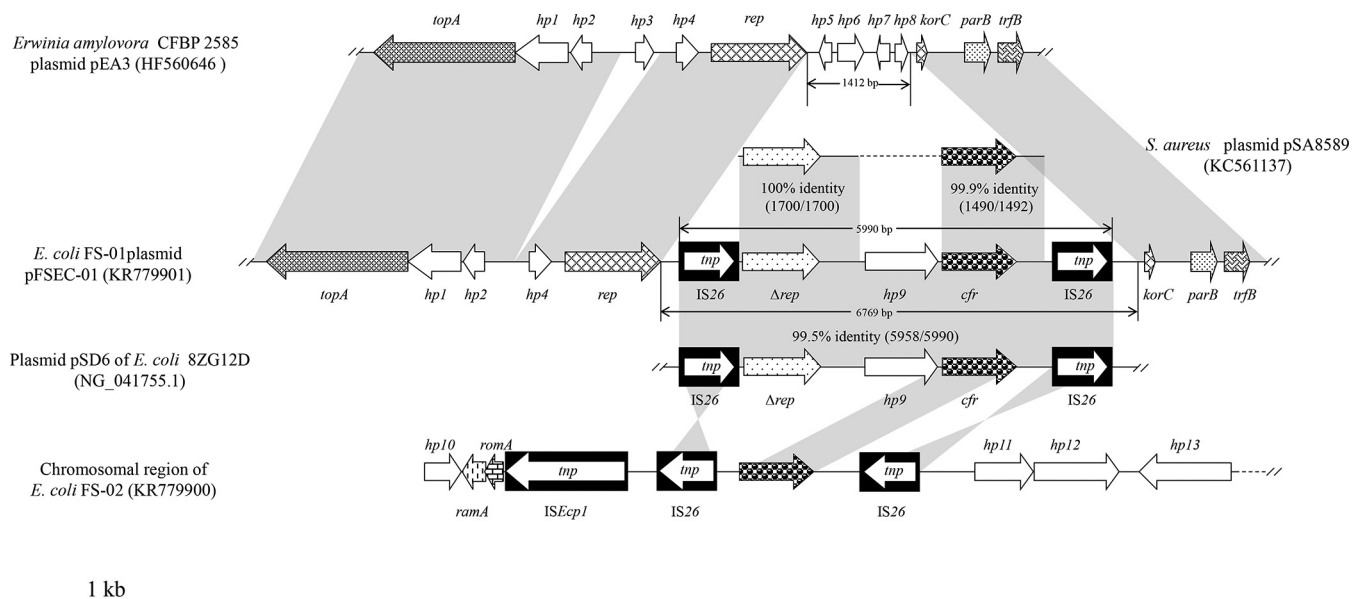 topA hp1 hp2 hp3 hp4 rep hp5 hp6 hp7 hp8 korC parB trfB
Erwinia amylovora CFBP 2585
plasmid pEA3 (HF560646 )
1412 bp
S. aureus plasmid pSA8589
(KC561137)
100% identity
(1700/1700)
99.9% identity
(1490/1492)
5990 bp
E. coli FS-01plasmid
pFSEC-01 (KR779901)
tnp tnp
topA hp1 hp2 hp4 rep IS26 Δrep hp9 cfr IS26 korC parB trfB
6769 bp
99.5% identity (5958/5990)
Plasmid pSD6 of E. coli 8ZG12D
(NG_041755.1)
tnp tnp
IS26 Δrep hp9 cfr IS26
hp10 romA hp11 hp12 hp13
Chromosomal region of
E. coli FS-02 (KR779900)
tnp tnp tnp
ramA ISEcp1 IS26 IS26
1 kb